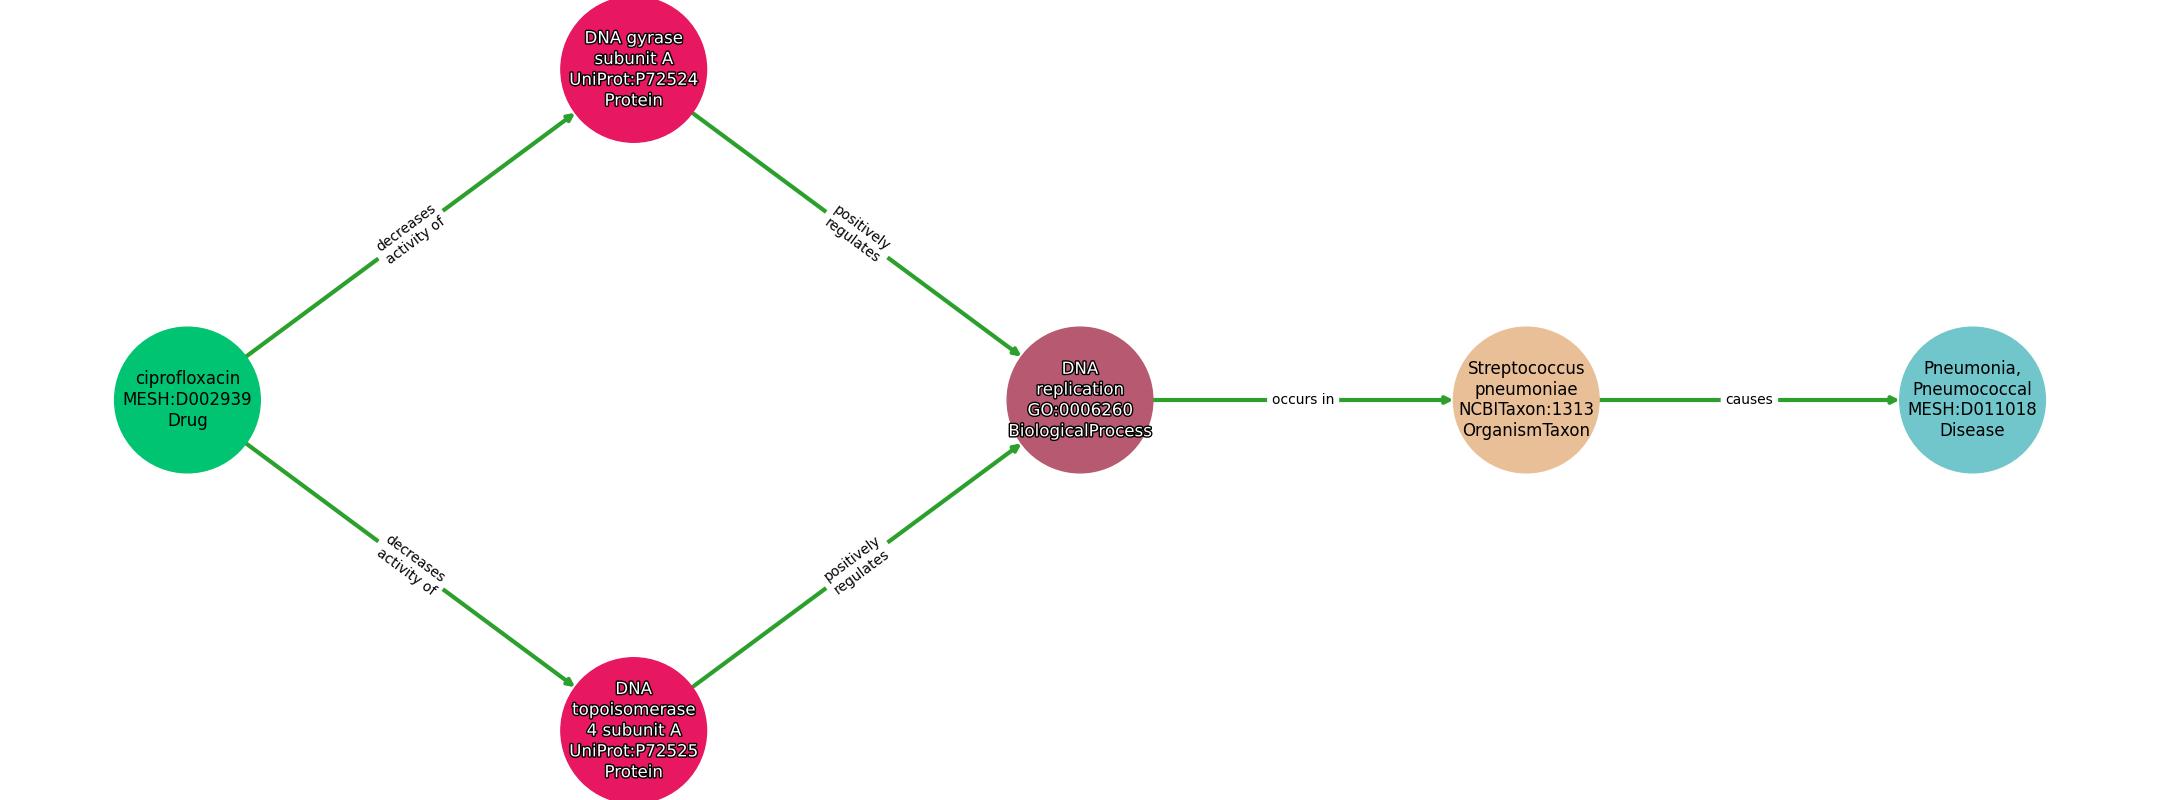 DNA gyrase
subunit A
UniProt:P72524
Protein
decreases
activity of
positively
regulates
ciprofloxacin
MESH:D002939
Drug
DNA
replication
GO:0006260
BiologicalProcess
occurs in
Streptococcus
pneumoniae
NCBITaxon:1313
OrganismTaxon
causes
Pneumonia,
Pneumococcal
MESH:D011018
Disease
decreases
activity of
positively
regulates
DNA
topoisomerase
4 subunit A
UniProt:P72525
Protein